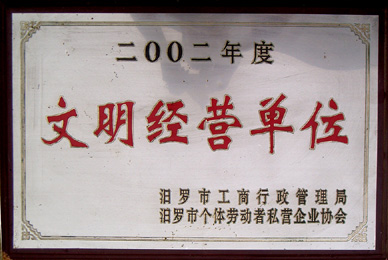 二00二年度
文明经营单位
汨罗市工商行政管理局
汨罗市个体劳动者私营企业协会